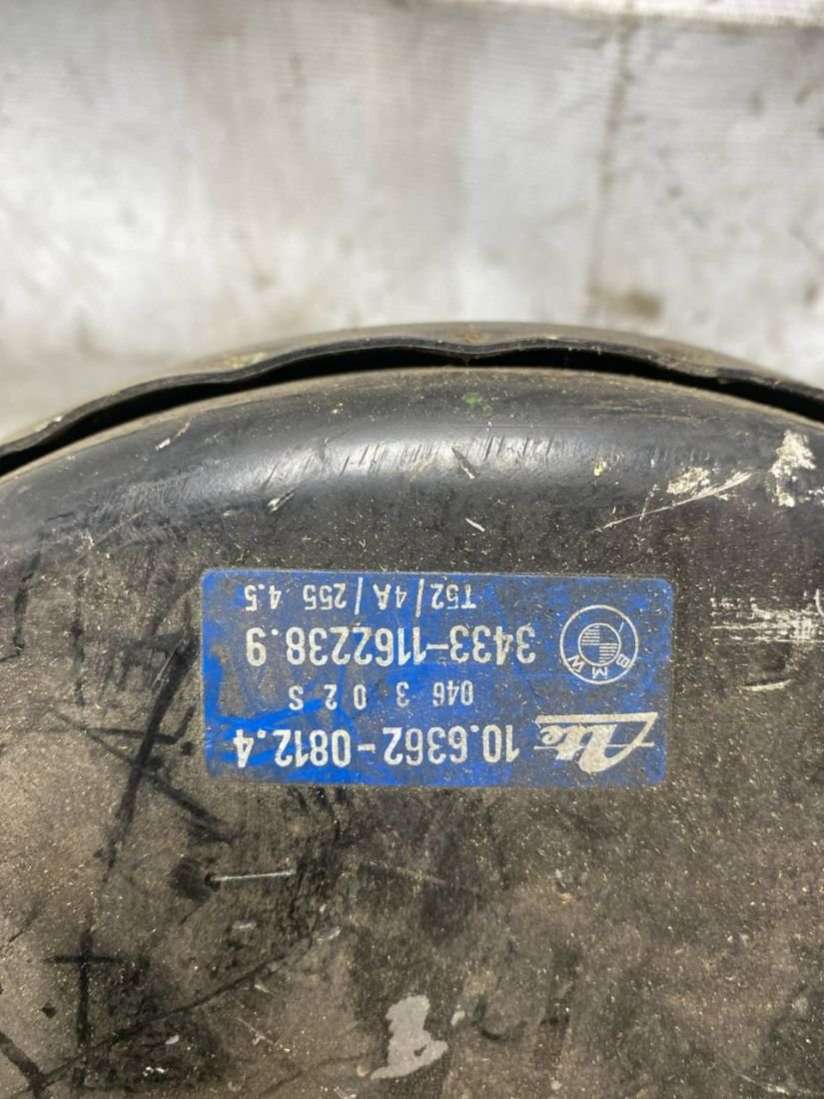 Ate 10.6362-0812.4
046 3 0 2 S
BMW 3433-1162238.9
T52/4A/255 4.5